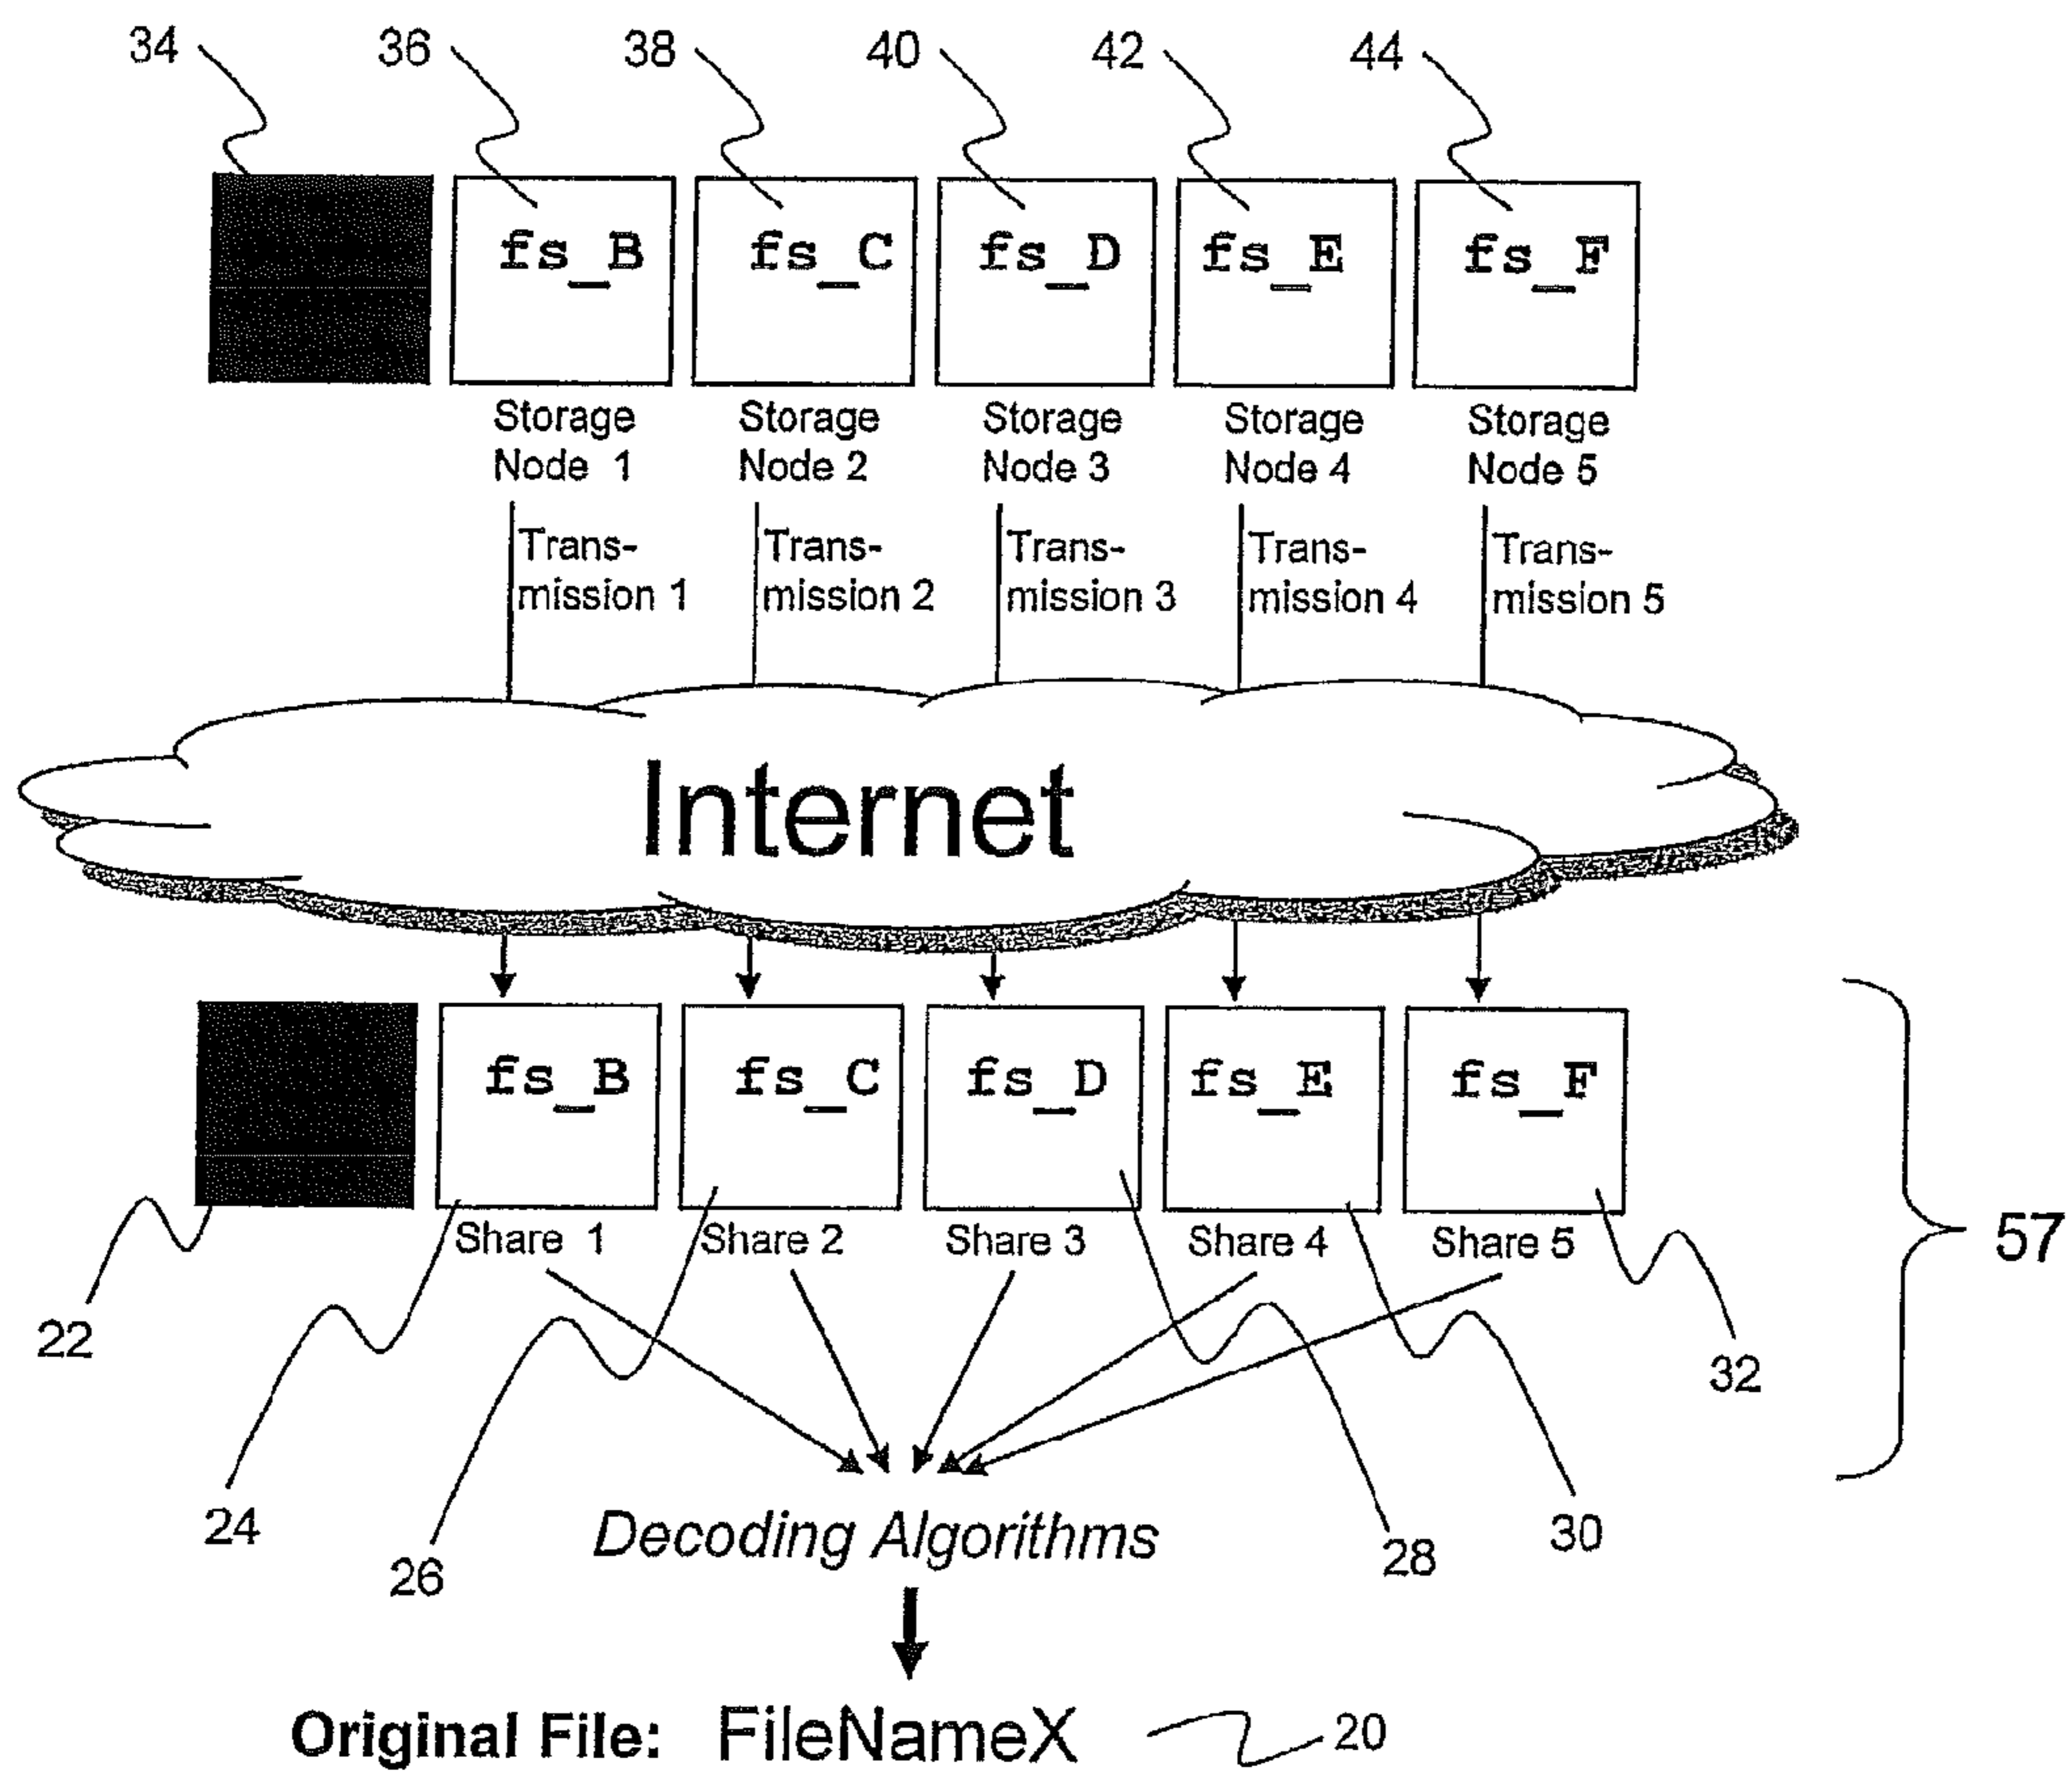 34 36 38 40 42 44
fs_B fs_C fs_D fs_E fs_F
Storage Storage Storage Storage Storage
Node 1 Node 2 Node 3 Node 4 Node 5
Trans- Trans- Trans- Trans- Trans-
mission 1 mission 2 mission 3 mission 4 mission 5
Internet
fs_B fs_C fs_D fs_E fs_F
Share 1 Share 2 Share 3 Share 4 Share 5
57
22
32
24
26
28
30
Decoding Algorithms
Original File: FileNameX 20